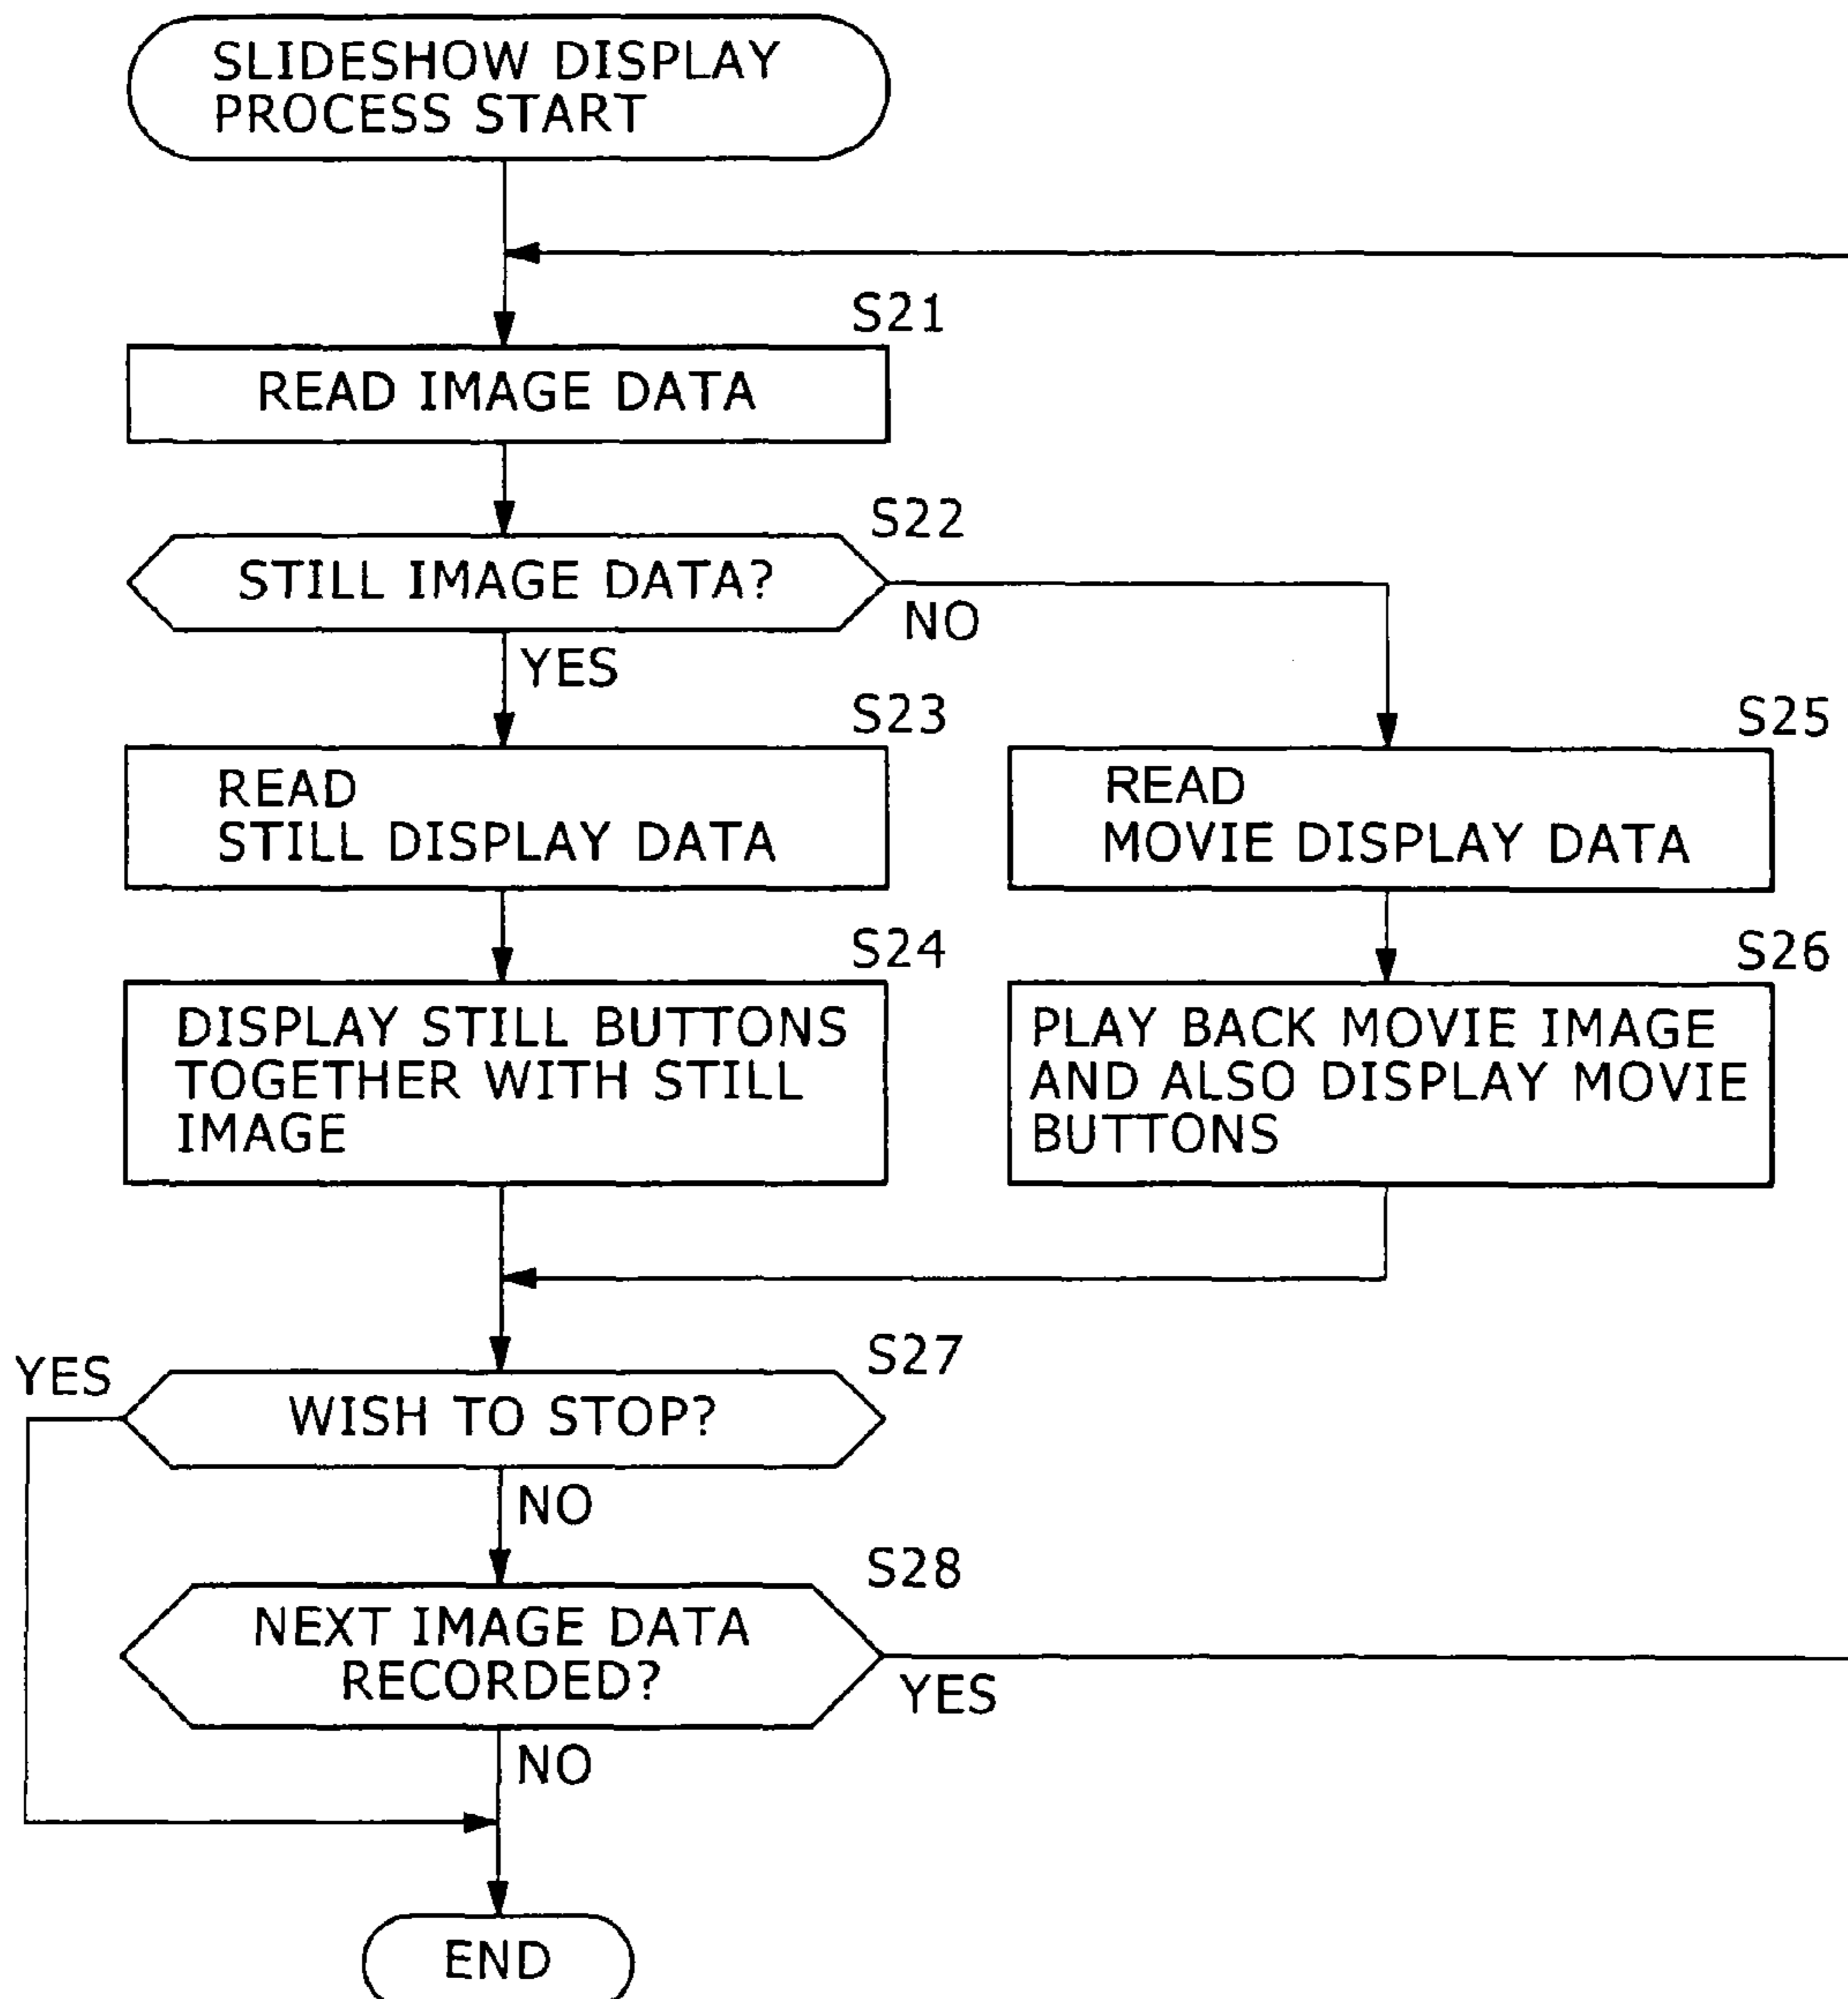 SLIDESHOW DISPLAY
PROCESS START
S21
READ IMAGE DATA
S22
STILL IMAGE DATA?
NO
YES
S23
READ
STILL DISPLAY DATA
S25
READ
MOVIE DISPLAY DATA
S24
DISPLAY STILL BUTTONS
TOGETHER WITH STILL
IMAGE
S26
PLAY BACK MOVIE IMAGE
AND ALSO DISPLAY MOVIE
BUTTONS
S27
YES
WISH TO STOP?
NO
S28
NEXT IMAGE DATA
RECORDED?
YES
NO
END